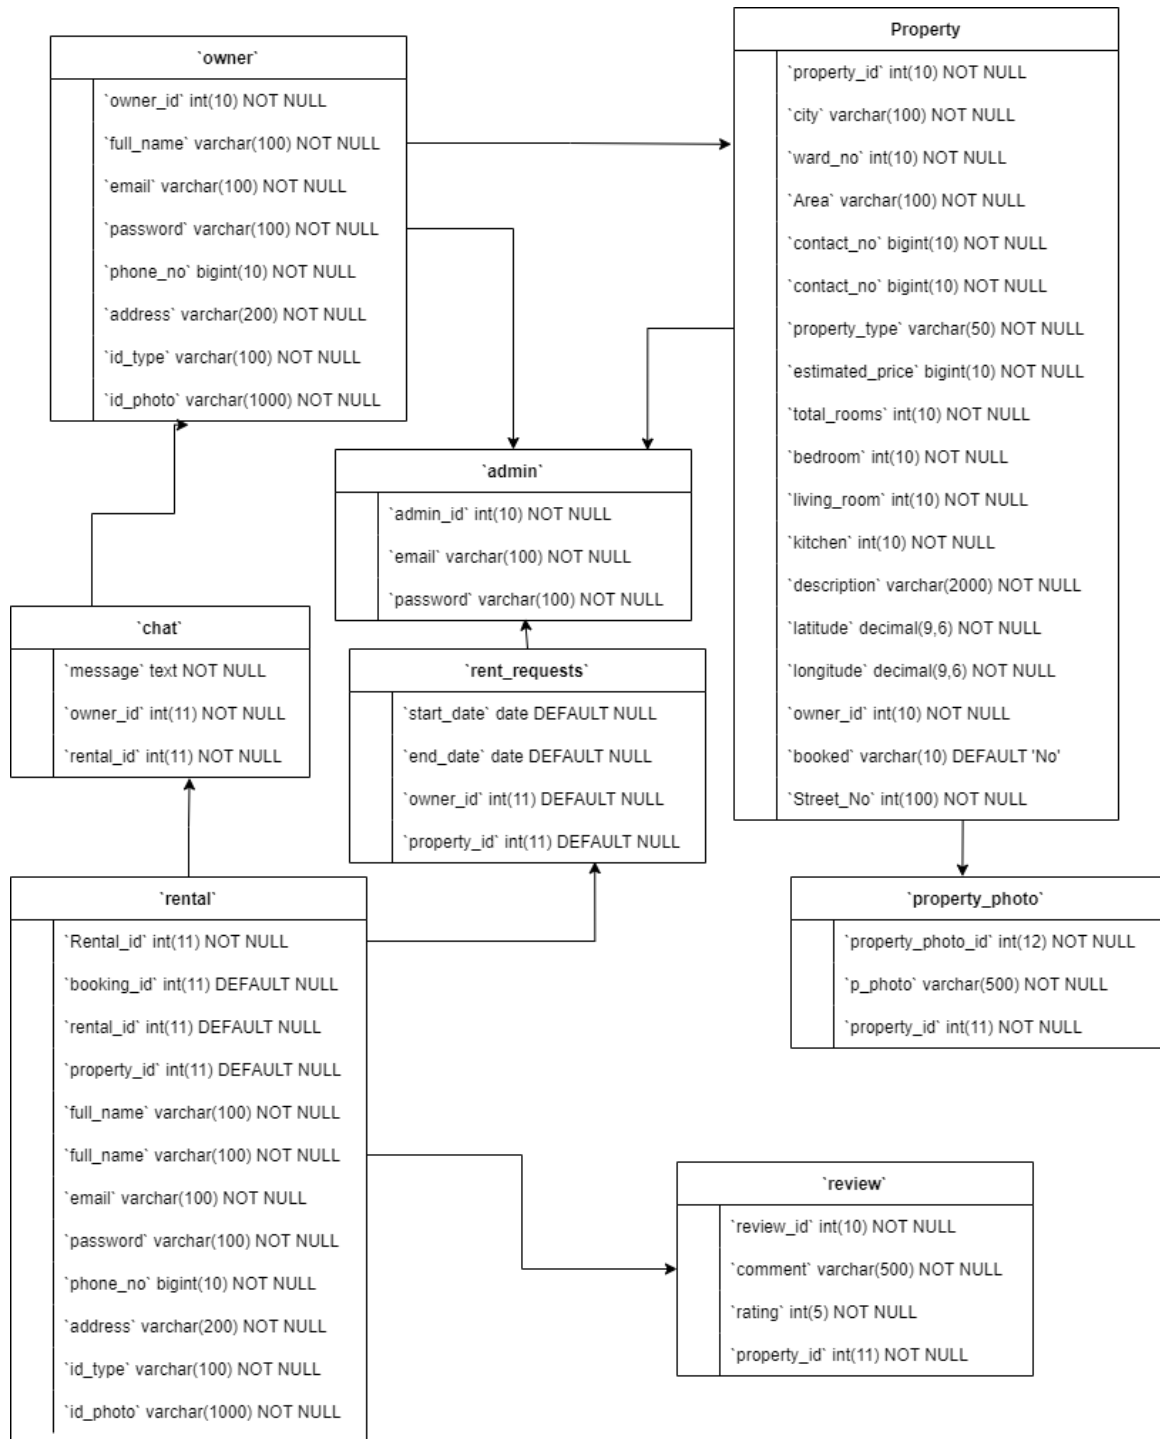 `owner`
`owner_id` int(10) NOT NULL
`full_name` varchar(100) NOT NULL
`email` varchar(100) NOT NULL
`password` varchar(100) NOT NULL
`phone_no` bigint(10) NOT NULL
`address` varchar(200) NOT NULL
`id_type` varchar(100) NOT NULL
`id_photo` varchar(1000) NOT NULL
Property
`property_id` int(10) NOT NULL
`city` varchar(100) NOT NULL
`ward_no` int(10) NOT NULL
`Area` varchar(100) NOT NULL
`contact_no` bigint(10) NOT NULL
`contact_no` bigint(10) NOT NULL
`property_type` varchar(50) NOT NULL
`estimated_price` bigint(10) NOT NULL
`total_rooms` int(10) NOT NULL
`bedroom` int(10) NOT NULL
`living_room` int(10) NOT NULL
`kitchen` int(10) NOT NULL
`description` varchar(2000) NOT NULL
`latitude` decimal(9,6) NOT NULL
`longitude` decimal(9,6) NOT NULL
`owner_id` int(10) NOT NULL
`booked` varchar(10) DEFAULT 'No'
`Street_No` int(100) NOT NULL
`admin`
`admin_id` int(10) NOT NULL
`email` varchar(100) NOT NULL
`password` varchar(100) NOT NULL
`chat`
`message` text NOT NULL
`owner_id` int(11) NOT NULL
`rental_id` int(11) NOT NULL
`rent_requests`
`start_date` date DEFAULT NULL
`end_date` date DEFAULT NULL
`owner_id` int(11) DEFAULT NULL
`property_id` int(11) DEFAULT NULL
`rental`
`Rental_id` int(11) NOT NULL
`booking_id` int(11) DEFAULT NULL
`rental_id` int(11) DEFAULT NULL
`property_id` int(11) DEFAULT NULL
`full_name` varchar(100) NOT NULL
`full_name` varchar(100) NOT NULL
`email` varchar(100) NOT NULL
`password` varchar(100) NOT NULL
`phone_no` bigint(10) NOT NULL
`address` varchar(200) NOT NULL
`id_type` varchar(100) NOT NULL
`id_photo` varchar(1000) NOT NULL
`property_photo`
`property_photo_id` int(12) NOT NULL
`p_photo` varchar(500) NOT NULL
`property_id` int(11) NOT NULL
`review`
`review_id` int(10) NOT NULL
`comment` varchar(500) NOT NULL
`rating` int(5) NOT NULL
`property_id` int(11) NOT NULL